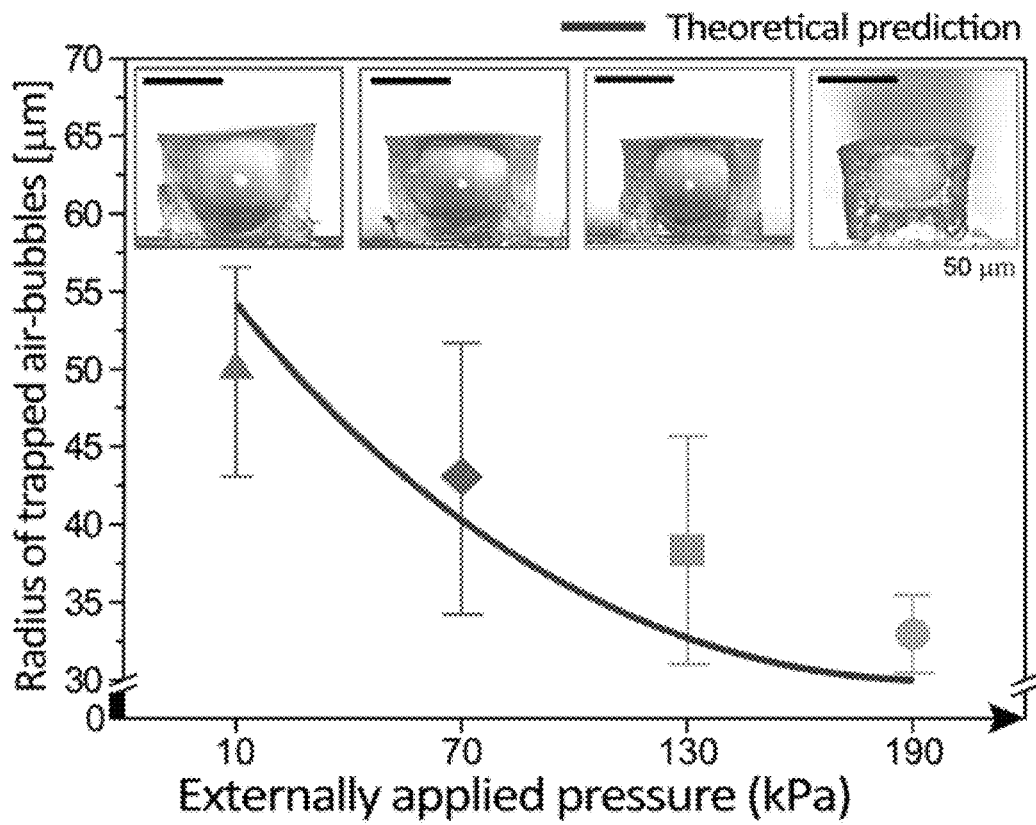 Theoretical prediction
70
65
60
55
50
45
40
35
30
0
Radius of trapped air-bubbles [μm]
50 μm
10 70 130 190
Externally applied pressure (kPa)